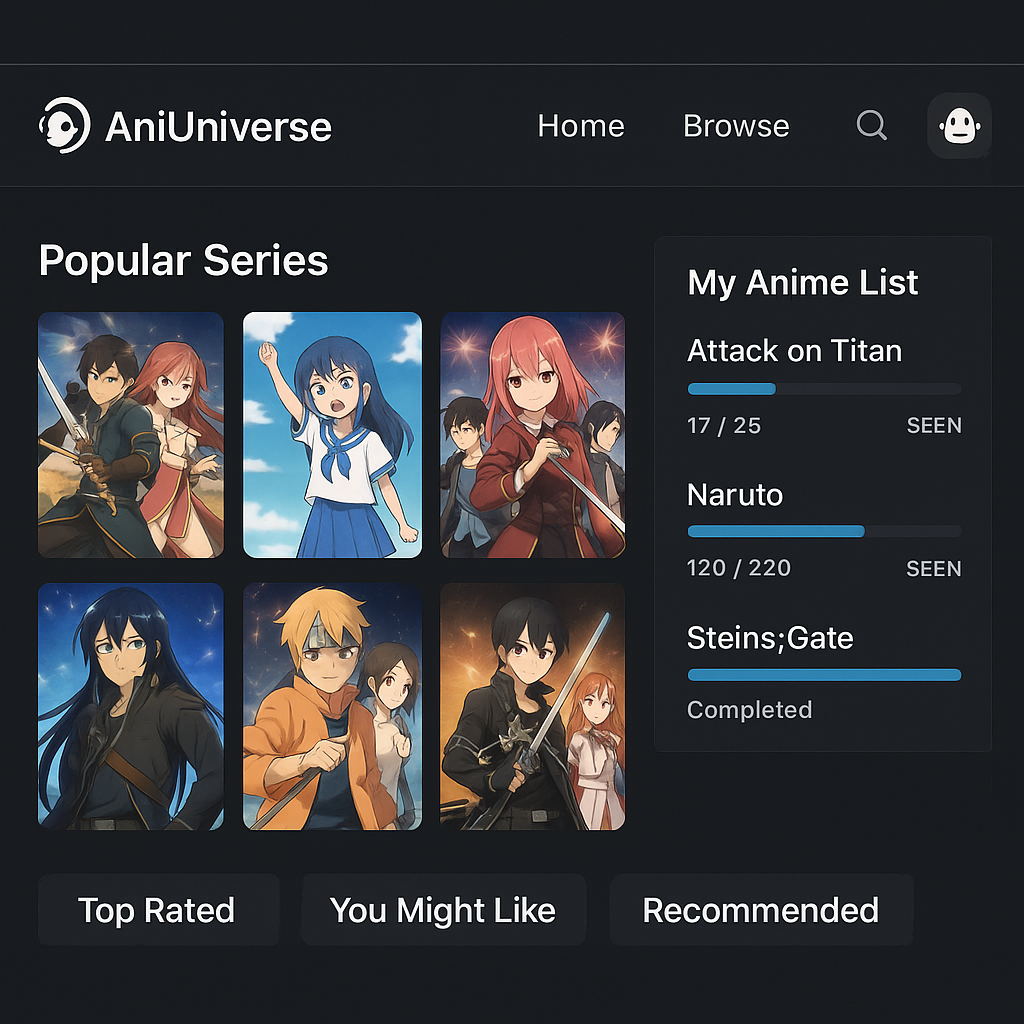 AniUniverse
Home
Browse
Popular Series
My Anime List
Attack on Titan
17 / 25 SEEN
Naruto
120 / 220 SEEN
Steins;Gate
Completed
Top Rated
You Might Like
Recommended